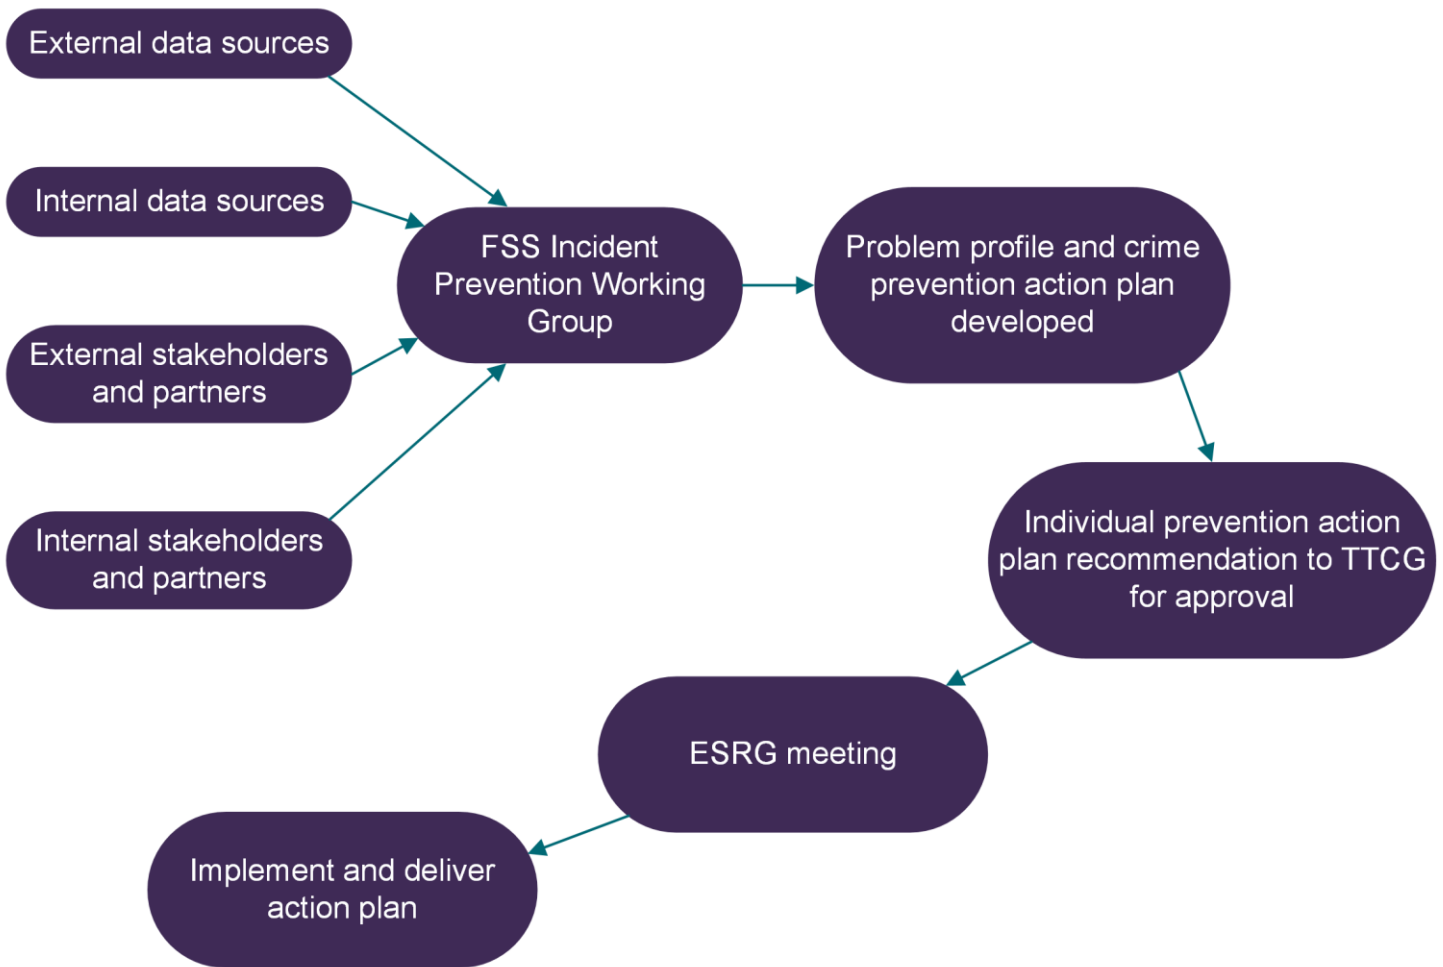 External data sources
Internal data sources
External stakeholders
and partners
Internal stakeholders
and partners
FSS Incident
Prevention Working
Group
Problem profile and crime
prevention action plan
developed
Individual prevention action
plan recommendation to TTCG
for approval
ESRG meeting
Implement and deliver
action plan